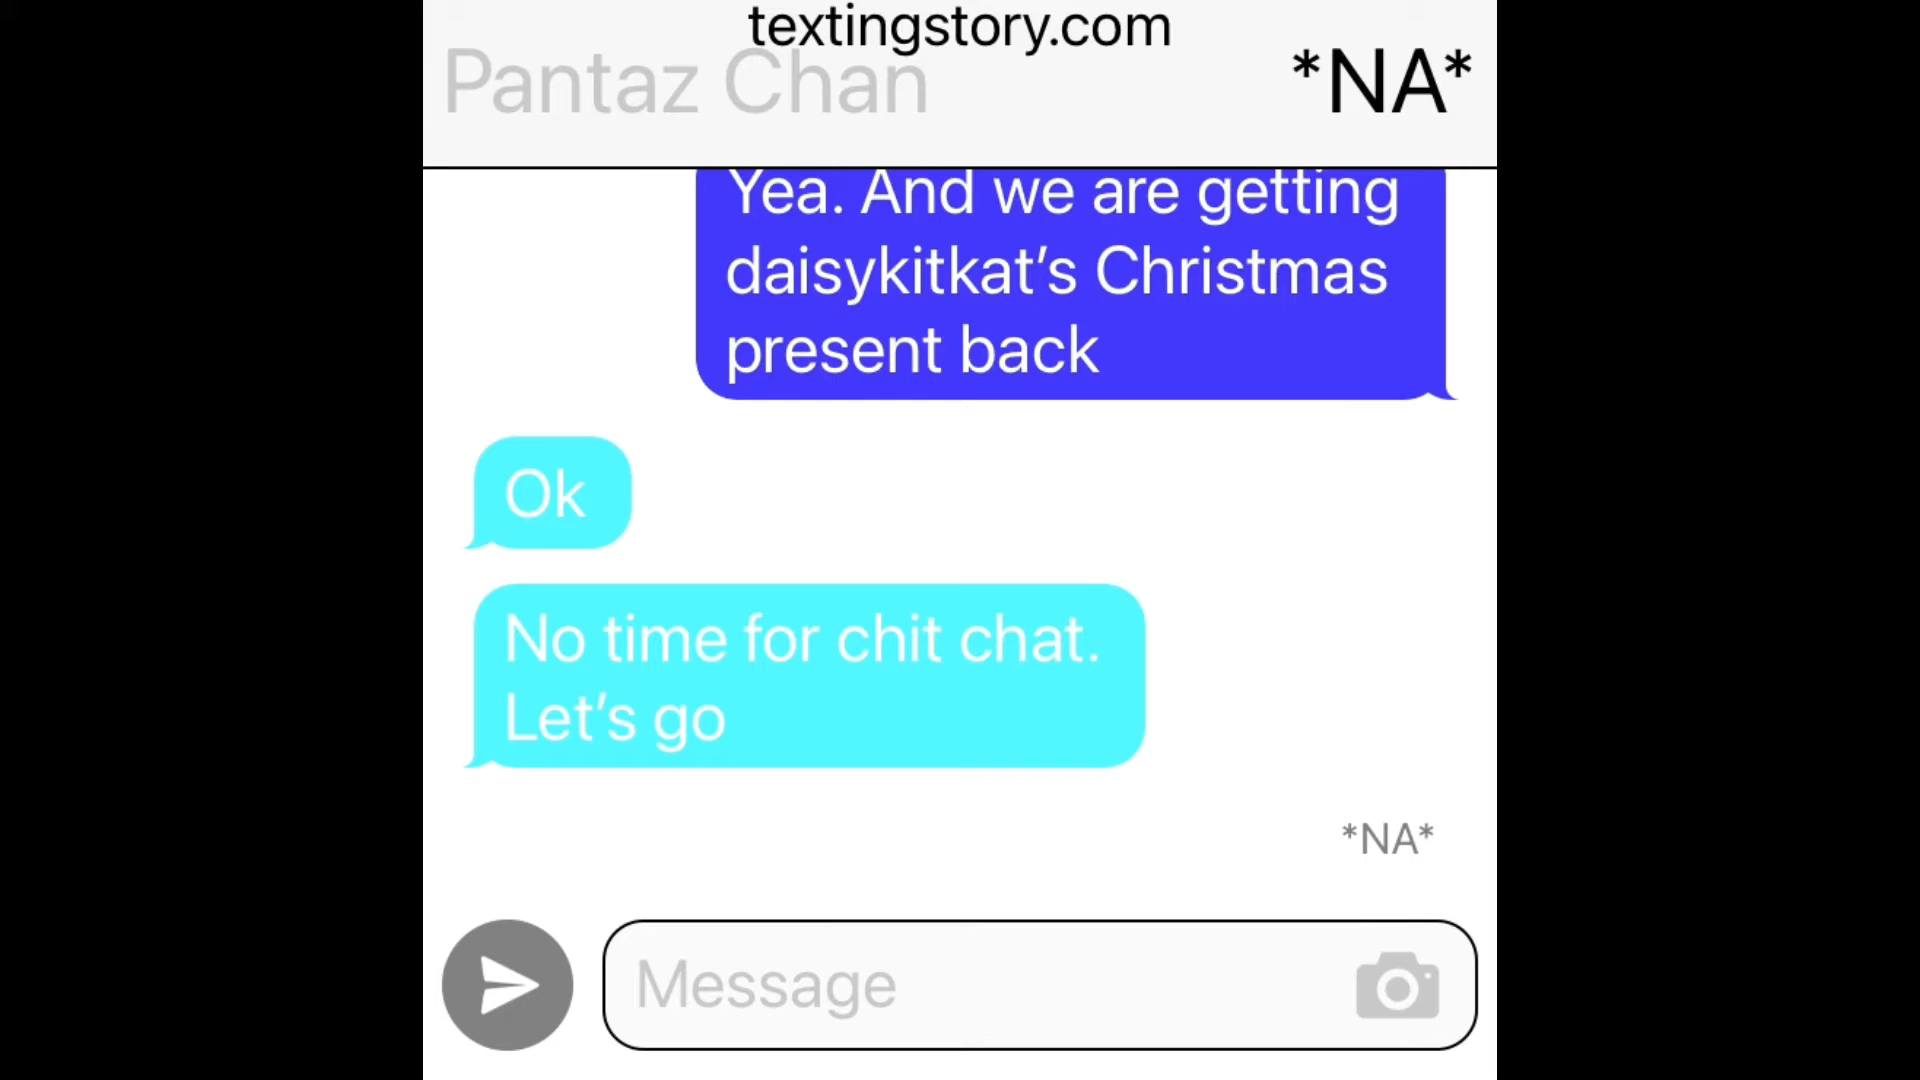 textingstory.com
Pantaz Chan
*NA*
Yea. And we are getting
daisykitkat’s Christmas
present back
Ok
No time for chit chat.
Let’s go
*NA*
Message